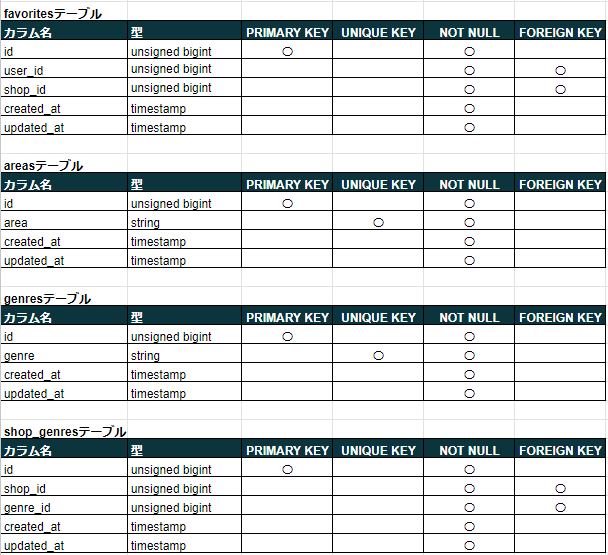 favoritesテーブル
カラム名 型 PRIMARY KEY UNIQUE KEY NOT NULL FOREIGN KEY
id unsigned bigint ○ ○
user_id unsigned bigint ○ ○
shop_id unsigned bigint ○ ○
created_at timestamp ○
updated_at timestamp ○
areasテーブル
カラム名 型 PRIMARY KEY UNIQUE KEY NOT NULL FOREIGN KEY
id unsigned bigint ○ ○
area string ○ ○
created_at timestamp ○
updated_at timestamp ○
genresテーブル
カラム名 型 PRIMARY KEY UNIQUE KEY NOT NULL FOREIGN KEY
id unsigned bigint ○ ○
genre string ○ ○
created_at timestamp ○
updated_at timestamp ○
shop_genresテーブル
カラム名 型 PRIMARY KEY UNIQUE KEY NOT NULL FOREIGN KEY
id unsigned bigint ○ ○
shop_id unsigned bigint ○ ○
genre_id unsigned bigint ○ ○
created_at timestamp ○
updated_at timestamp ○